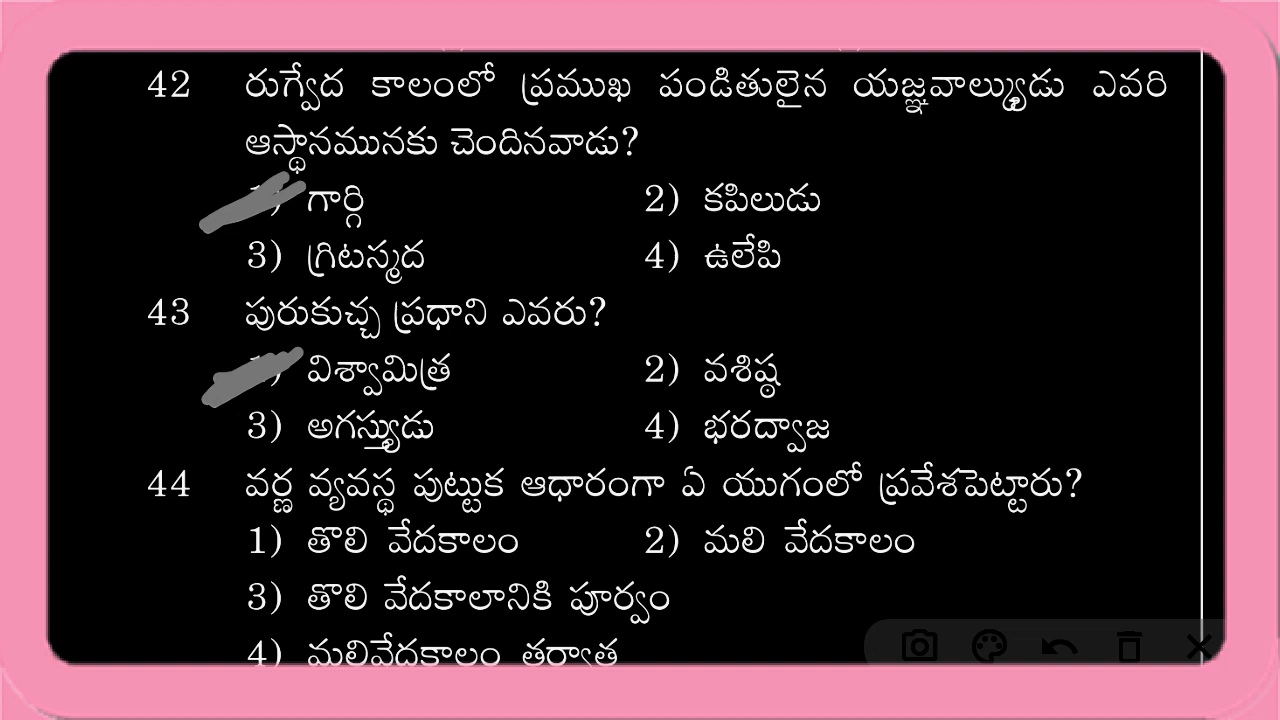 42 రుగ్వేద కాలంలో ప్రముఖ పండితులైన యజ్ఞవాల్క్యుడు ఎవరి
ఆస్థానమునకు చెందినవాడు?
గార్గి 2) కపిలుడు
3) గ్రిటస్మద 4) ఉలేపి
43 పురుకుచ్చ ప్రధాని ఎవరు?
విశ్వామిత్ర 2) వశిష్ఠ
3) అగస్త్యుడు 4) భరద్వాజ
44 వర్ణ వ్యవస్థ పుట్టుక ఆధారంగా ఏ యుగంలో ప్రవేశపెట్టారు?
1) తొలి వేదకాలం 2) మలి వేదకాలం
3) తొలి వేదకాలానికి పూర్వం
4) మలివేదకాలం తర్వాత